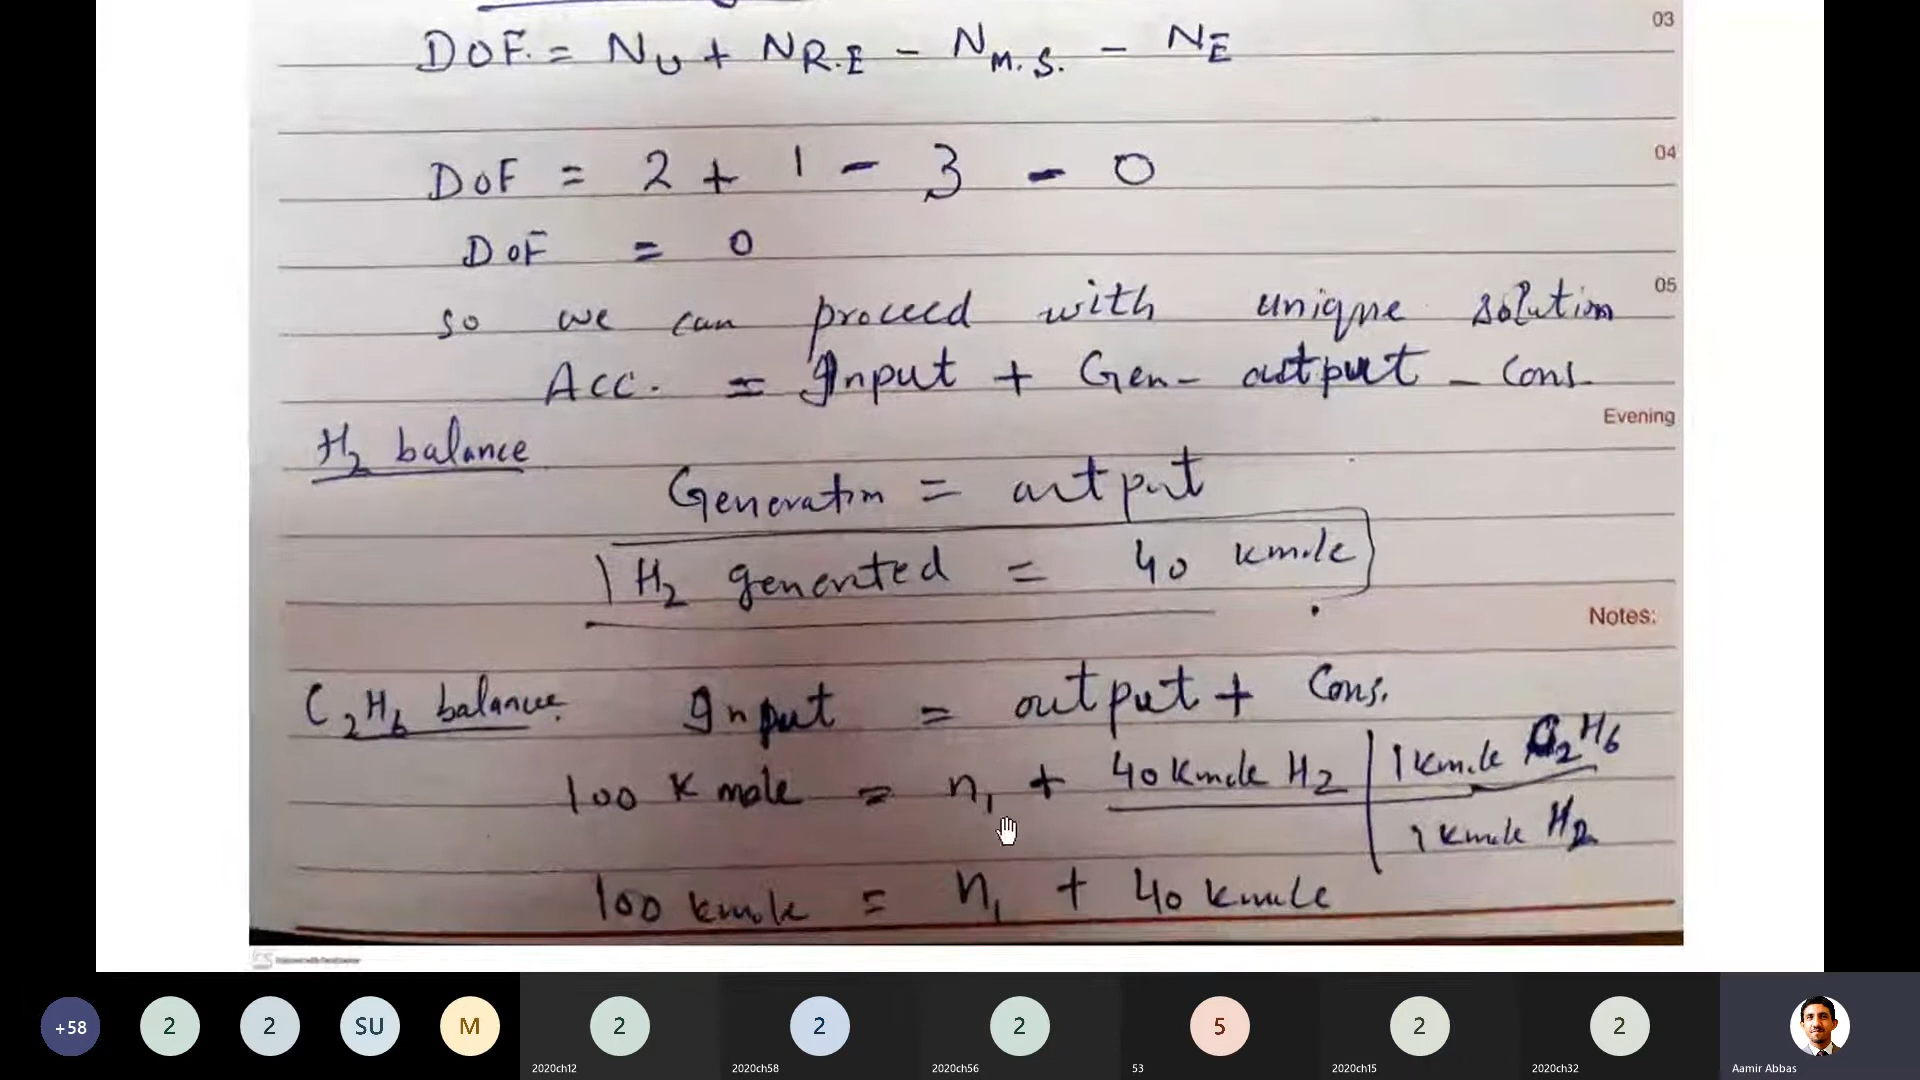 03
DOF. = NU + NR.E - NM.S. - NE
04
DOF = 2 + 1 - 3 - 0
DOF = 0
05
so we can proceed with unique solution
Acc. = Input + Gen - output - Cons.
Evening
H2 balance
Generation = output
H2 generated = 40 kmole
Notes:
C2H6 balance. Input = output + Cons.
100 K mole = n1 + 40 Kmole H2 | 1 kmole C2H6
1 kmole H2
100 kmole = n1 + 40 kmole
+58 2 2 SU M 2 2 2 5 2 2
2020ch12 2020ch58 2020ch56 53 2020ch15 2020ch32 Aamir Abbas